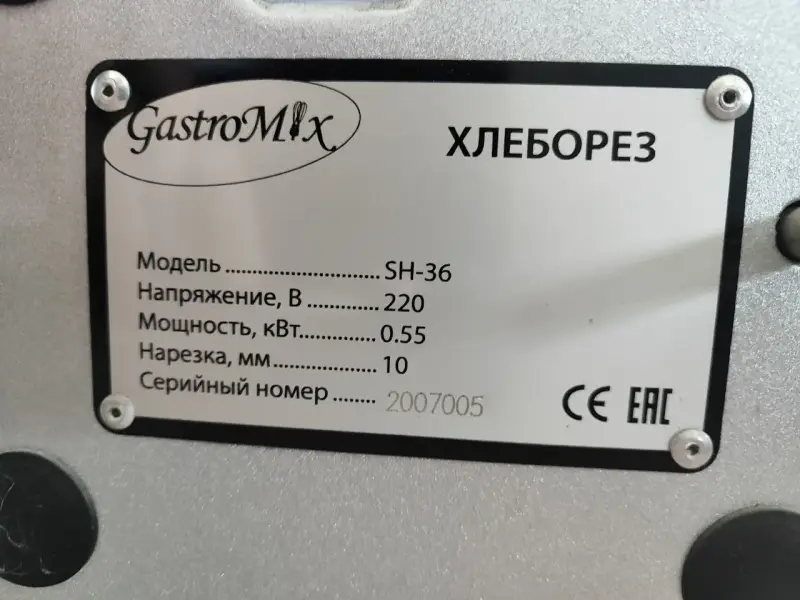 GastroMix
ХЛЕБОРЕЗ
Модель ............................ SH-36
Напряжение, В ............. 220
Мощность, кВт............. 0.55
Нарезка, мм.................. 10
Серийный номер ........ 2007005
CE EAC